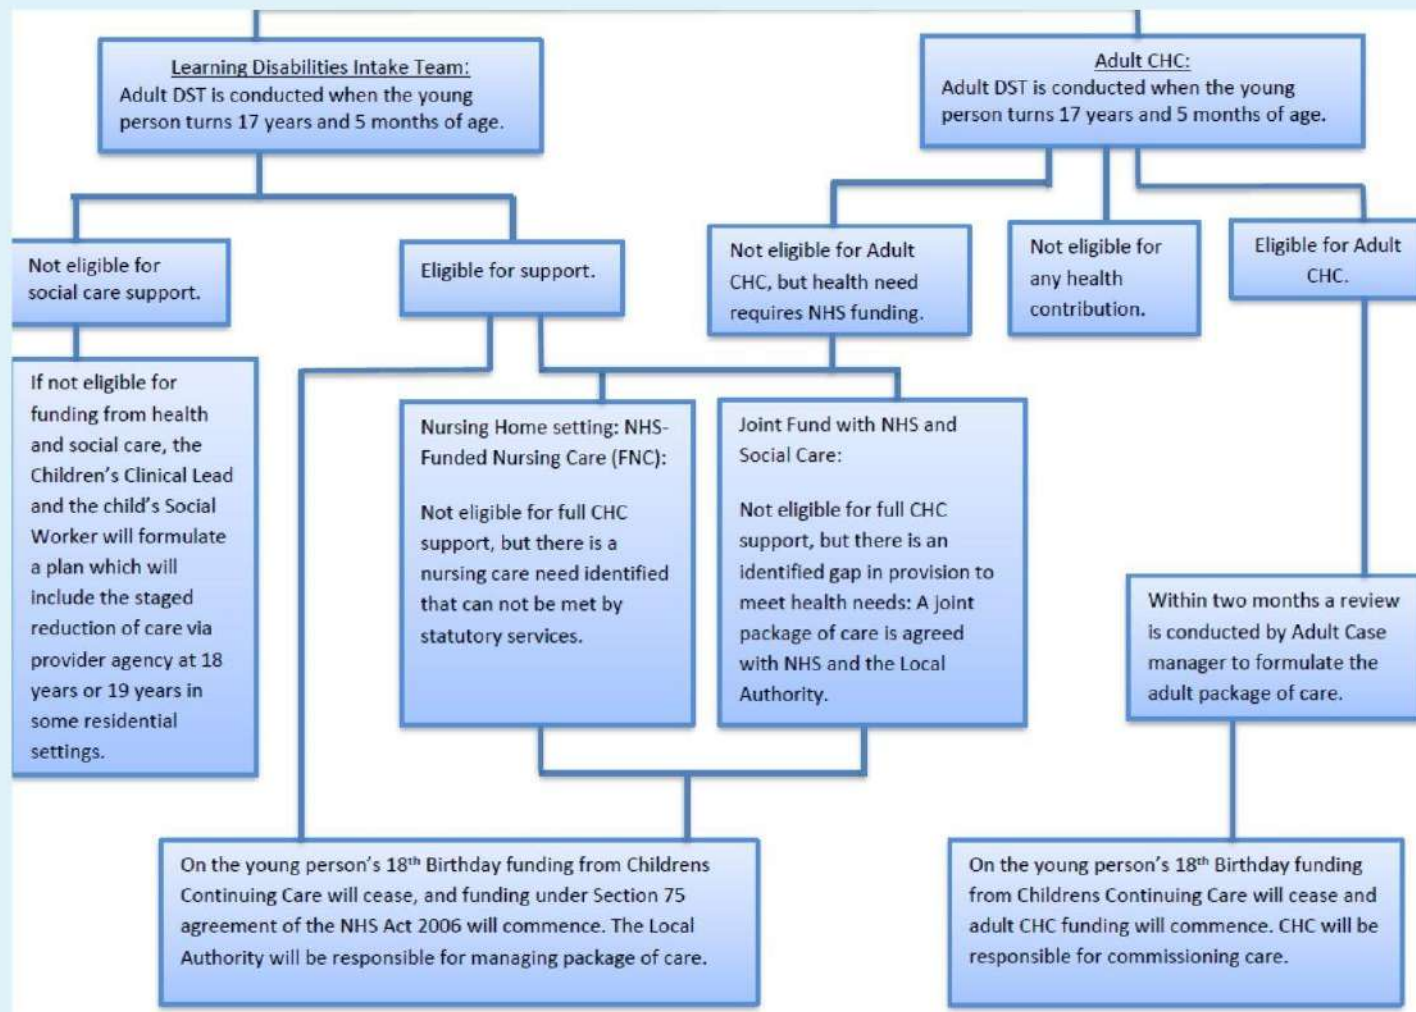 Learning Disabilities Intake Team:
Adult DST is conducted when the young
person turns 17 years and 5 months of age.
Adult CHC:
Adult DST is conducted when the young
person turns 17 years and 5 months of age.
Not eligible for
social care support.
Eligible for support.
Not eligible for Adult
CHC, but health need
requires NHS funding.
Not eligible for
any health
contribution.
Eligible for Adult
CHC.
If not eligible for
funding from health
and social care, the
Children’s Clinical Lead
and the child’s Social
Worker will formulate
a plan which will
include the staged
reduction of care via
provider agency at 18
years or 19 years in
some residential
settings.
Nursing Home setting: NHS-
Funded Nursing Care (FNC):
Not eligible for full CHC
support, but there is a
nursing care need identified
that can not be met by
statutory services.
Joint Fund with NHS and
Social Care:
Not eligible for full CHC
support, but there is an
identified gap in provision to
meet health needs: A joint
package of care is agreed
with NHS and the Local
Authority.
Within two months a review
is conducted by Adult Case
manager to formulate the
adult package of care.
On the young person’s 18th Birthday funding from Childrens
Continuing Care will cease, and funding under Section 75
agreement of the NHS Act 2006 will commence. The Local
Authority will be responsible for managing package of care.
On the young person’s 18th Birthday funding
from Childrens Continuing Care will cease and
adult CHC funding will commence. CHC will be
responsible for commissioning care.